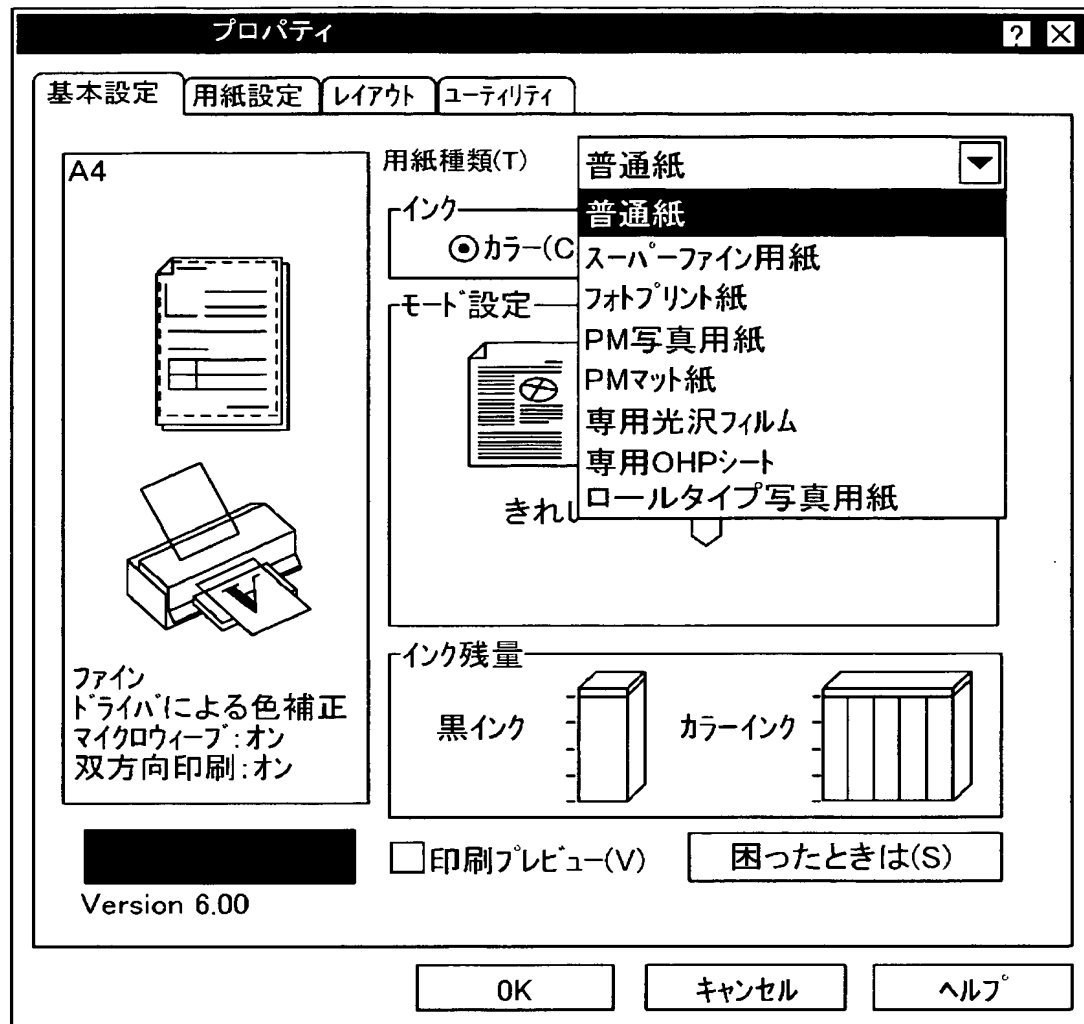 プロパティ
?
基本設定 用紙設定 レイアウト ユーティリティ
A4
ファイン
ドライバによる色補正
マイクロウィーブ:オン
双方向印刷:オン
Version 6.00
用紙種類(T) 普通紙
普通紙
スーパーファイン用紙
フォトプリント紙
PM写真用紙
PMマット紙
専用光沢フィルム
専用OHPシート
ロールタイプ写真用紙
インク
カラー(C
モード設定
きれい
インク残量
黒インク カラーインク
印刷プレビュー(V) 困ったときは(S)
OK キャンセル ヘルプ